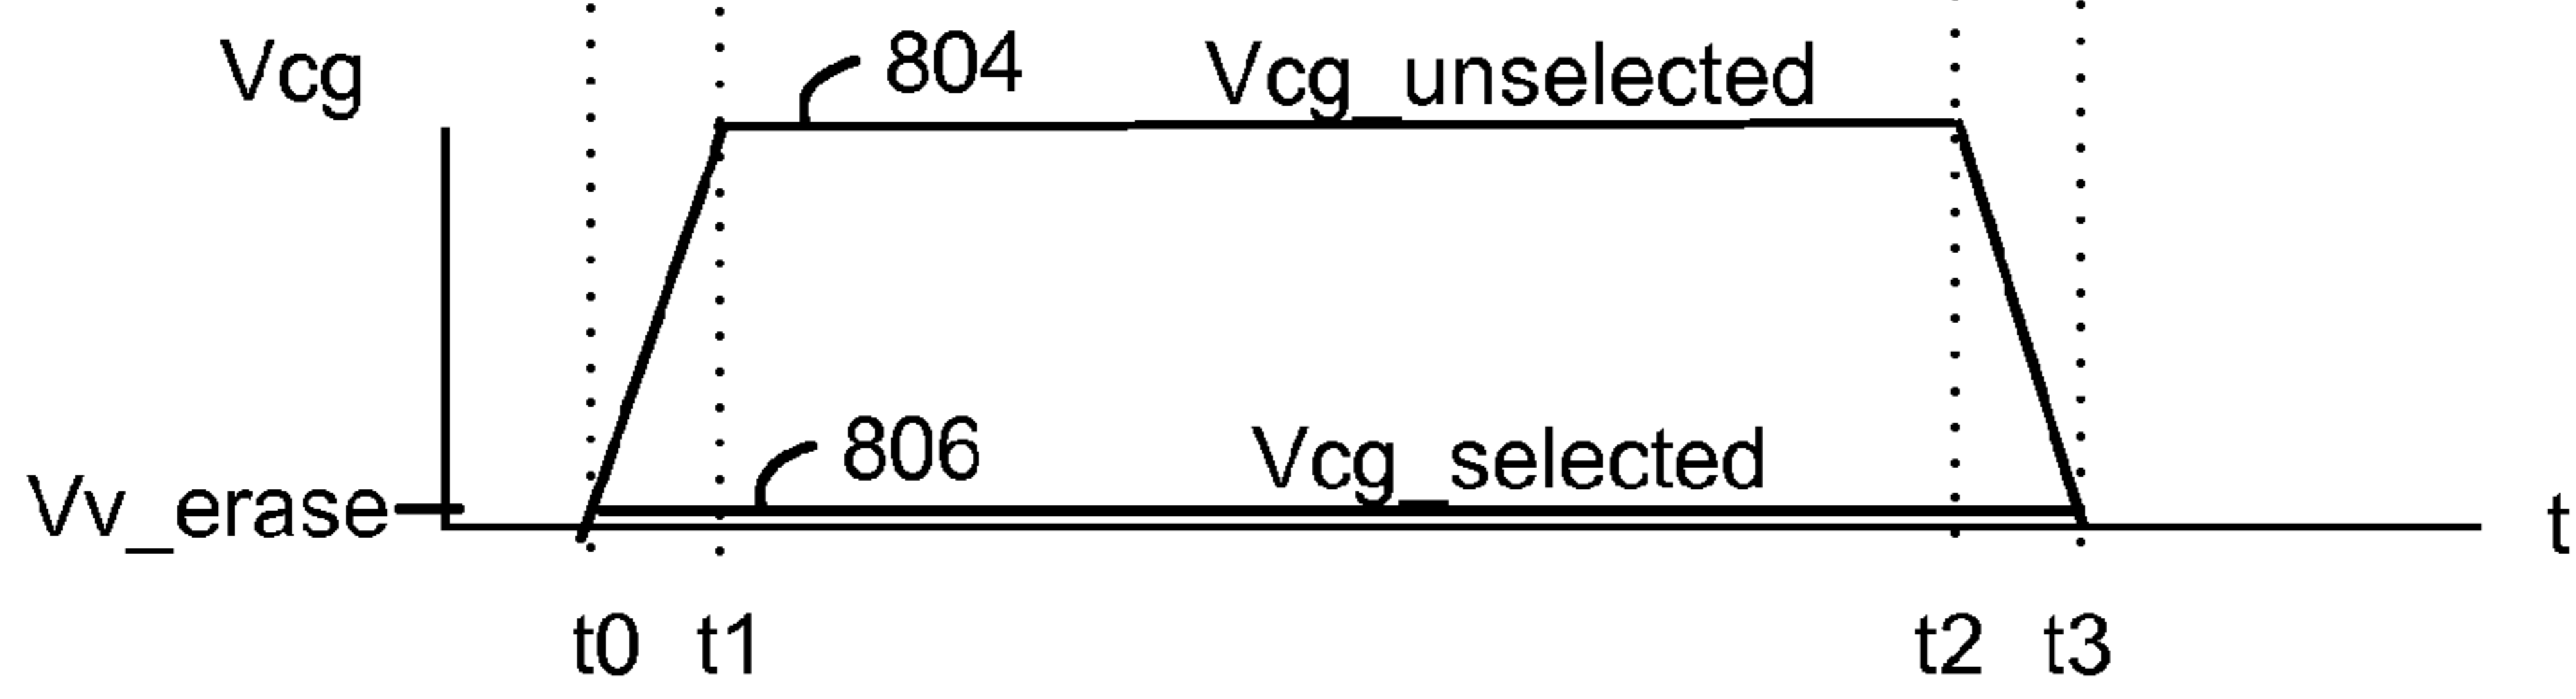 Vcg
804
Vcg_unselected
806
Vcg_selected
Vv_erase
t
t0 t1 t2 t3